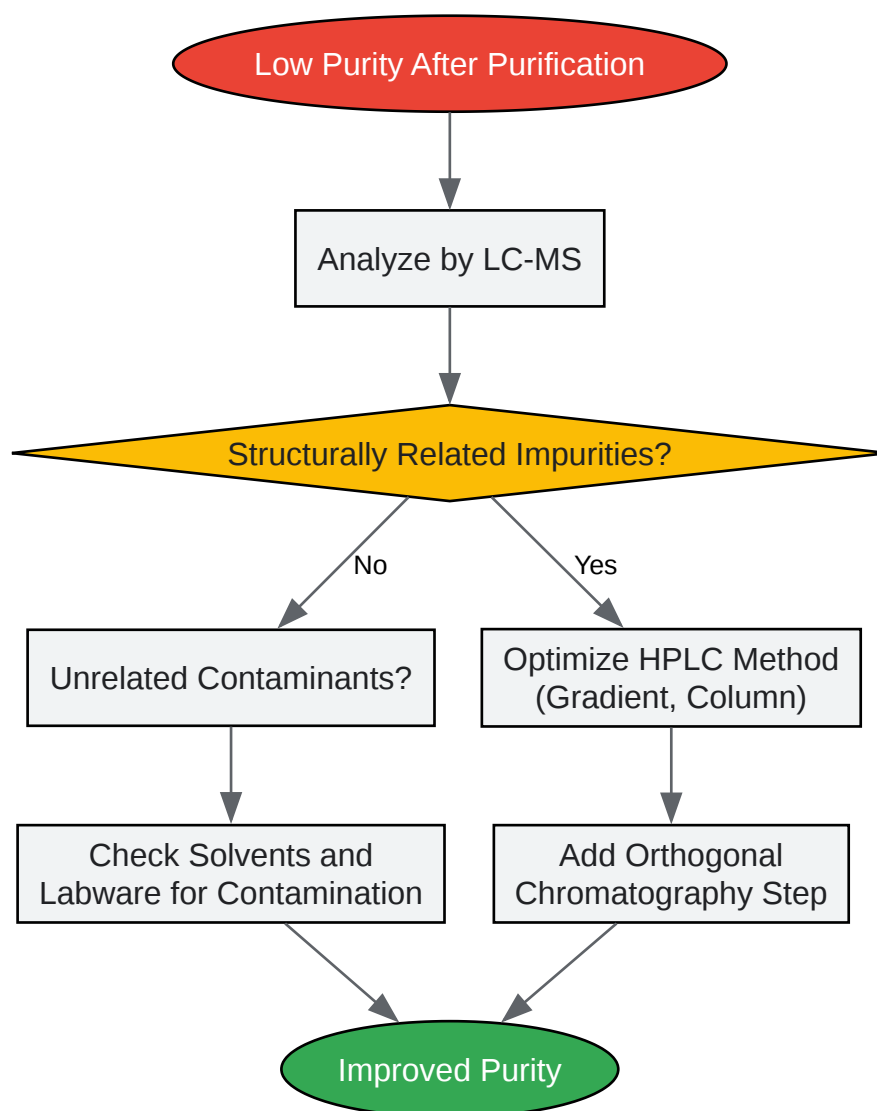 Low Purity After Purification
Analyze by LC-MS
Structurally Related Impurities?
No
Yes
Unrelated Contaminants?
Optimize HPLC Method
(Gradient, Column)
Check Solvents and
Labware for Contamination
Add Orthogonal
Chromatography Step
Improved Purity